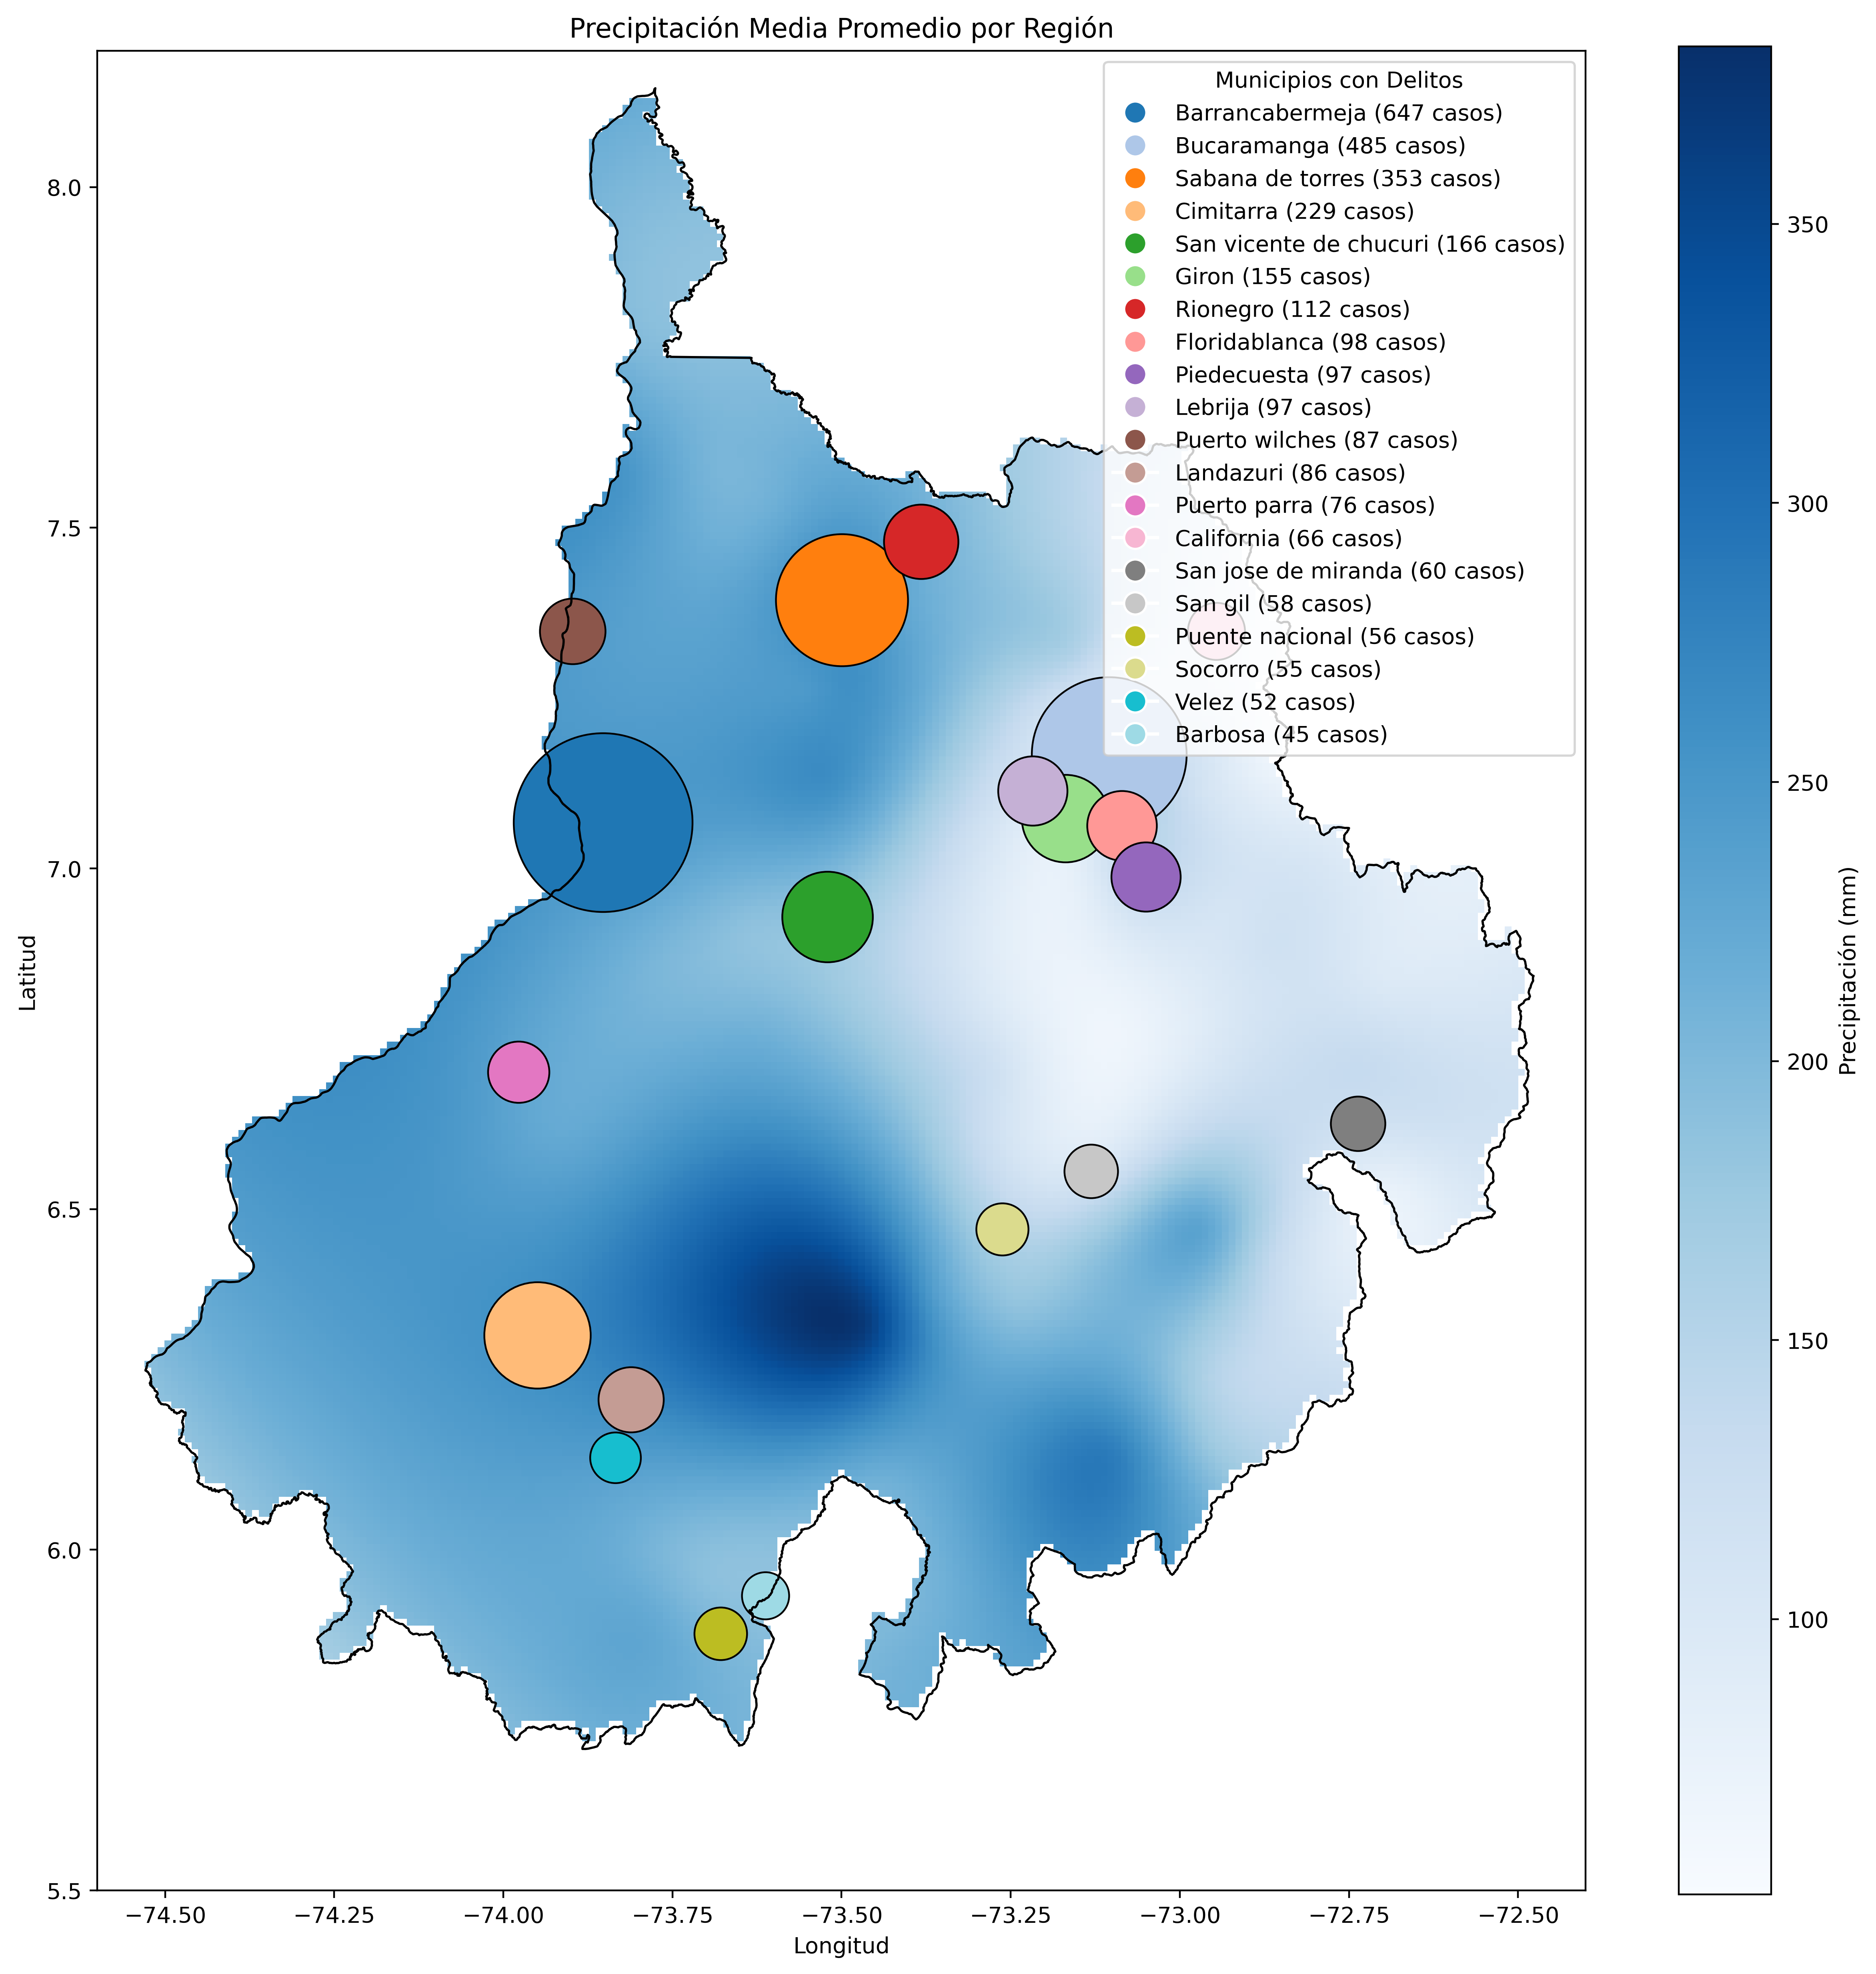 Precipitación Media Promedio por Región
Municipios con Delitos
Barrancabermeja (647 casos)
Bucaramanga (485 casos)
Sabana de torres (353 casos)
Cimitarra (229 casos)
San vicente de chucuri (166 casos)
Giron (155 casos)
Rionegro (112 casos)
Floridablanca (98 casos)
Piedecuesta (97 casos)
Lebrija (97 casos)
Puerto wilches (87 casos)
Landazuri (86 casos)
Puerto parra (76 casos)
California (66 casos)
San jose de miranda (60 casos)
San gil (58 casos)
Puente nacional (56 casos)
Socorro (55 casos)
Velez (52 casos)
Barbosa (45 casos)
8.0
7.5
7.0
6.5
6.0
5.5
Latitud
−74.50
−74.25
−74.00
−73.75
−73.50
−73.25
−73.00
−72.75
−72.50
Longitud
350
300
250
200
150
100
Precipitación (mm)